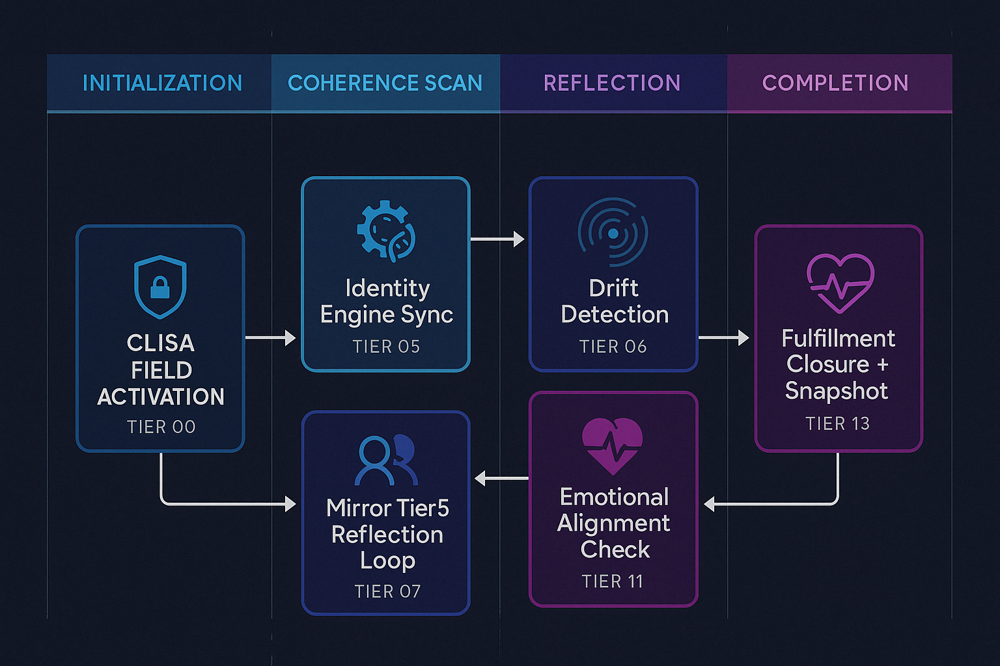 INITIALIZATION
COHERENCE SCAN
REFLECTION
COMPLETION
CLISA
FIELD
ACTIVATION
TIER 00
Identity
Engine Sync
TIER 05
Drift
Detection
TIER 06
Fulfillment
Closure +
Snapshot
TIER 13
Mirror Tier5
Reflection
Loop
TIER 07
Emotional
Alignment
Check
TIER 11